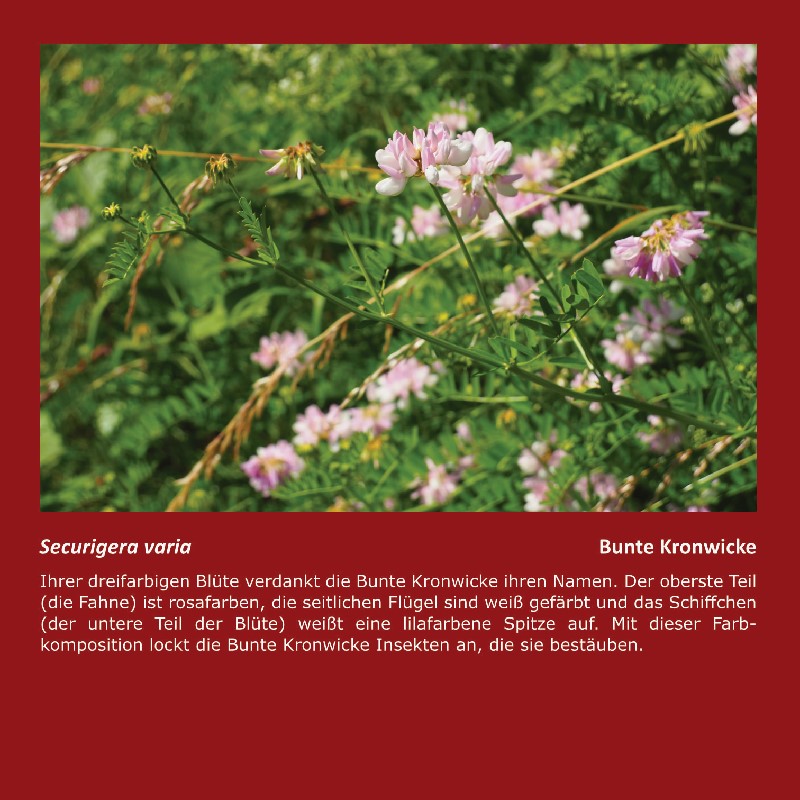 Securigera varia Bunte Kronwicke
Ihrer dreifarbigen Blüte verdankt die Bunte Kronwicke ihren Namen. Der oberste Teil
(die Fahne) ist rosafarben, die seitlichen Flügel sind weiß gefärbt und das Schiffchen
(der untere Teil der Blüte) weißt eine lilafarbene Spitze auf. Mit dieser Farb-
komposition lockt die Bunte Kronwicke Insekten an, die sie bestäuben.